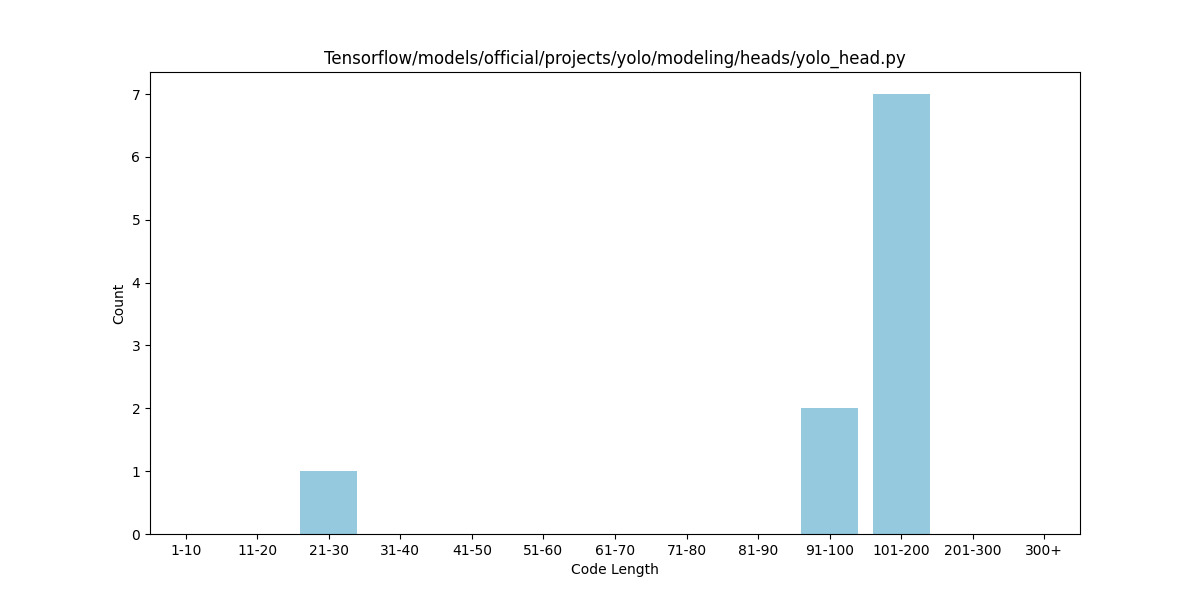 Tensorflow/models/official/projects/yolo/modeling/heads/yolo_head.py
7
6
5
4
3
2
1
0
Count
1-10 11-20 21-30 31-40 41-50 51-60 61-70 71-80 81-90 91-100 101-200 201-300 300+
Code Length